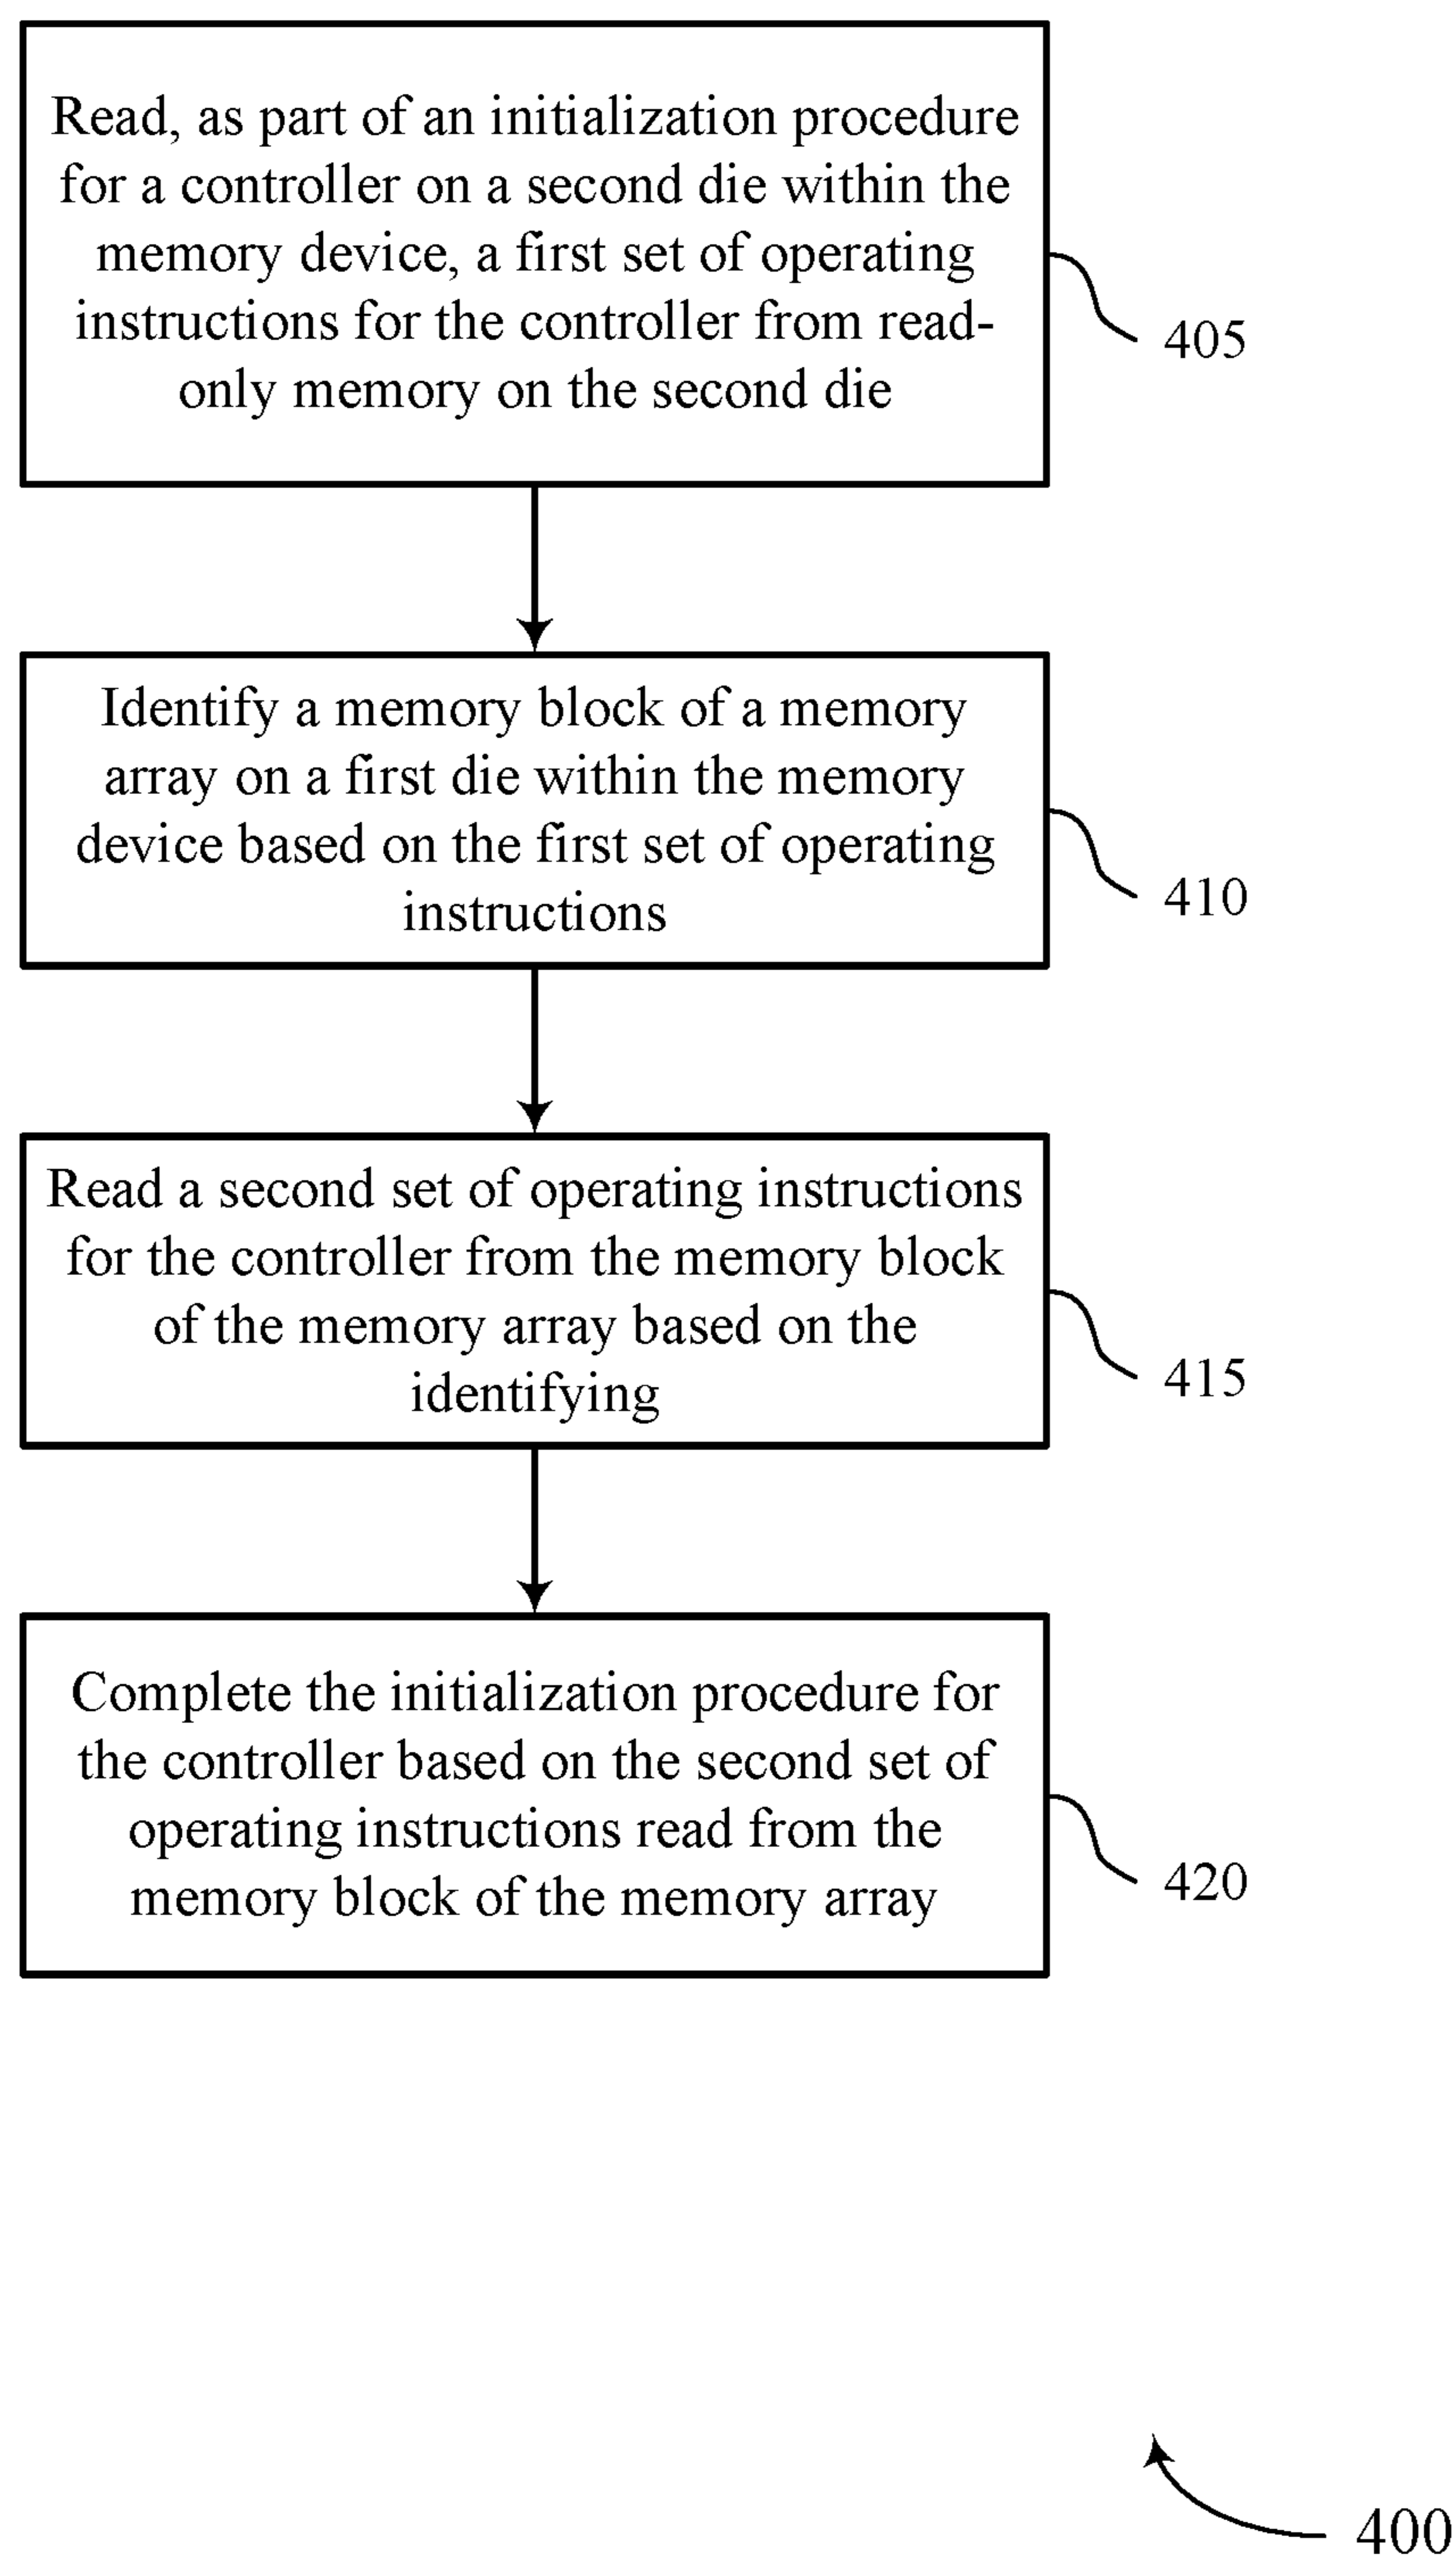 Read, as part of an initialization procedure
for a controller on a second die within the
memory device, a first set of operating
instructions for the controller from read-
only memory on the second die
405
Identify a memory block of a memory
array on a first die within the memory
device based on the first set of operating
instructions
410
Read a second set of operating instructions
for the controller from the memory block
of the memory array based on the
identifying
415
Complete the initialization procedure for
the controller based on the second set of
operating instructions read from the
memory block of the memory array
420
400